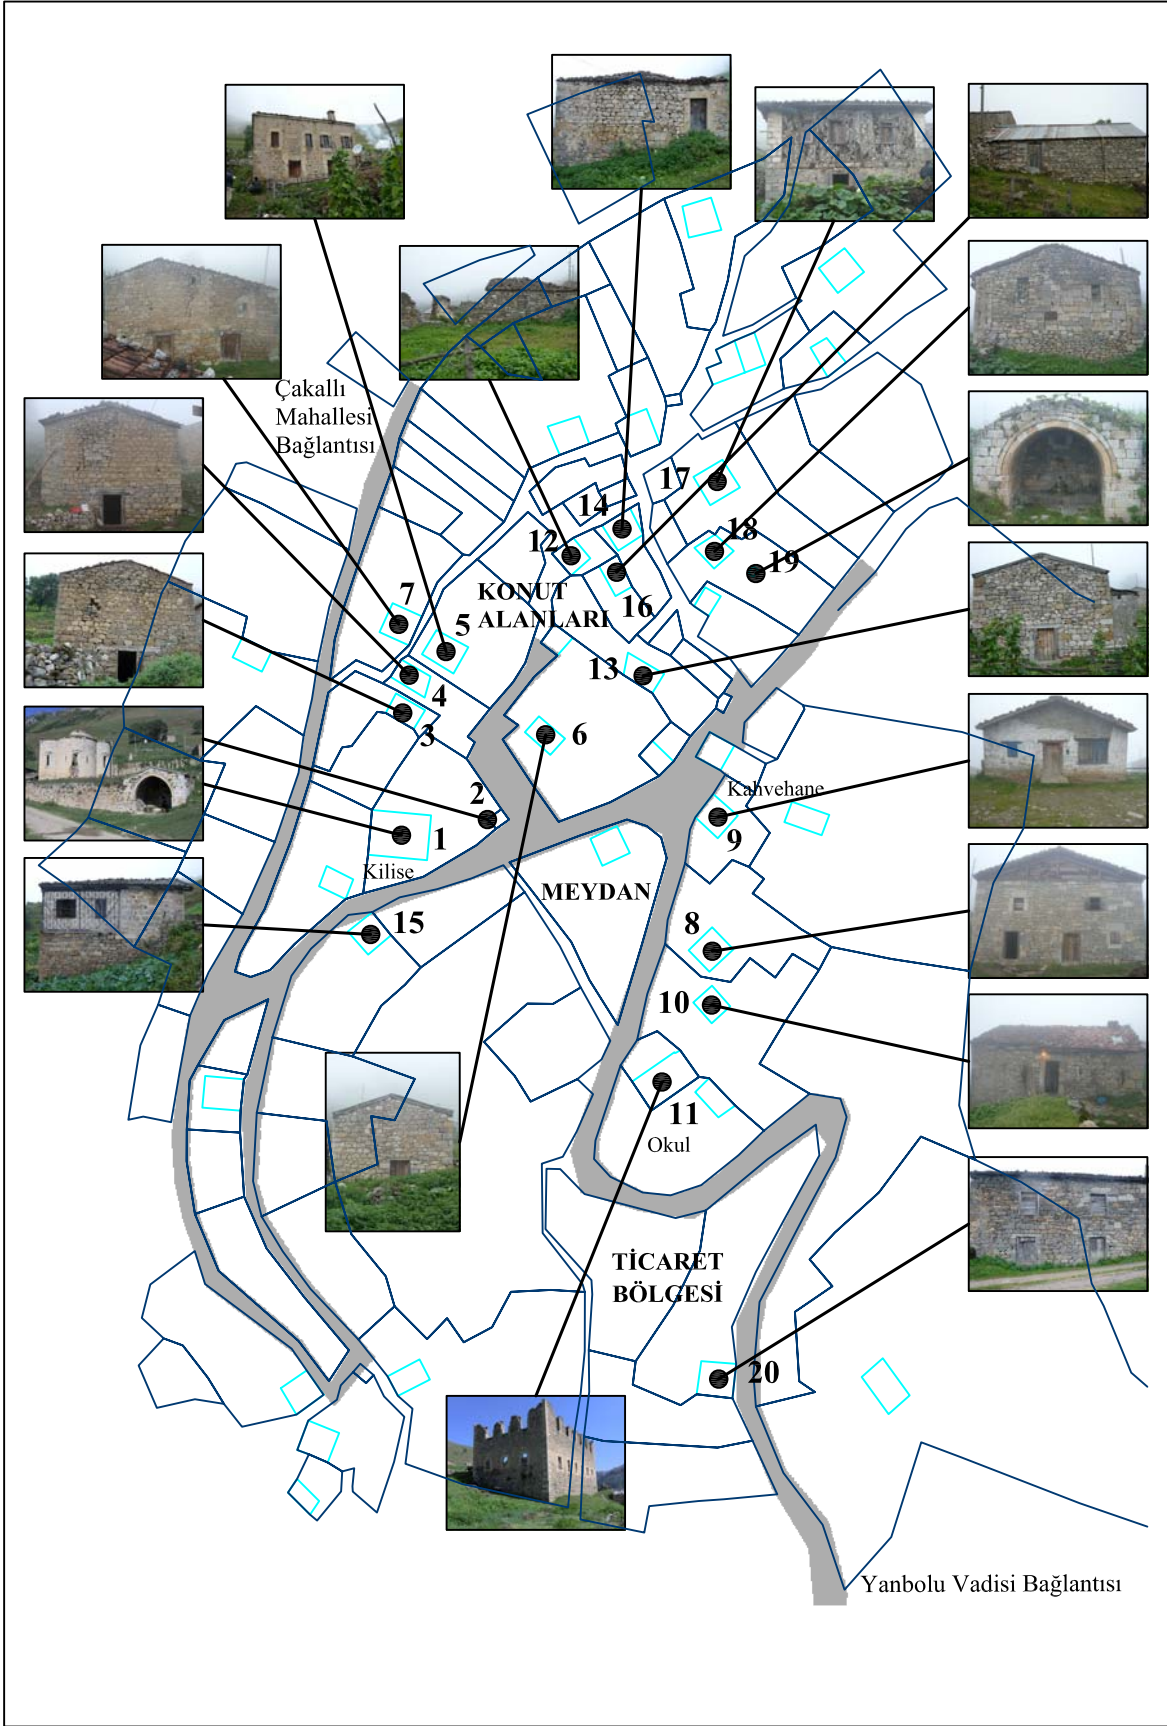 Çakallı
Mahallesi
Bağlantısı
17
14
12
18
19
KONUT
ALANLARI
16
7
5
13
4
3
6
2
Kahvehane
1
9
Kilise
MEYDAN
15
8
10
11
Okul
TİCARET
BÖLGESİ
20
Yanbolu Vadisi Bağlantısı